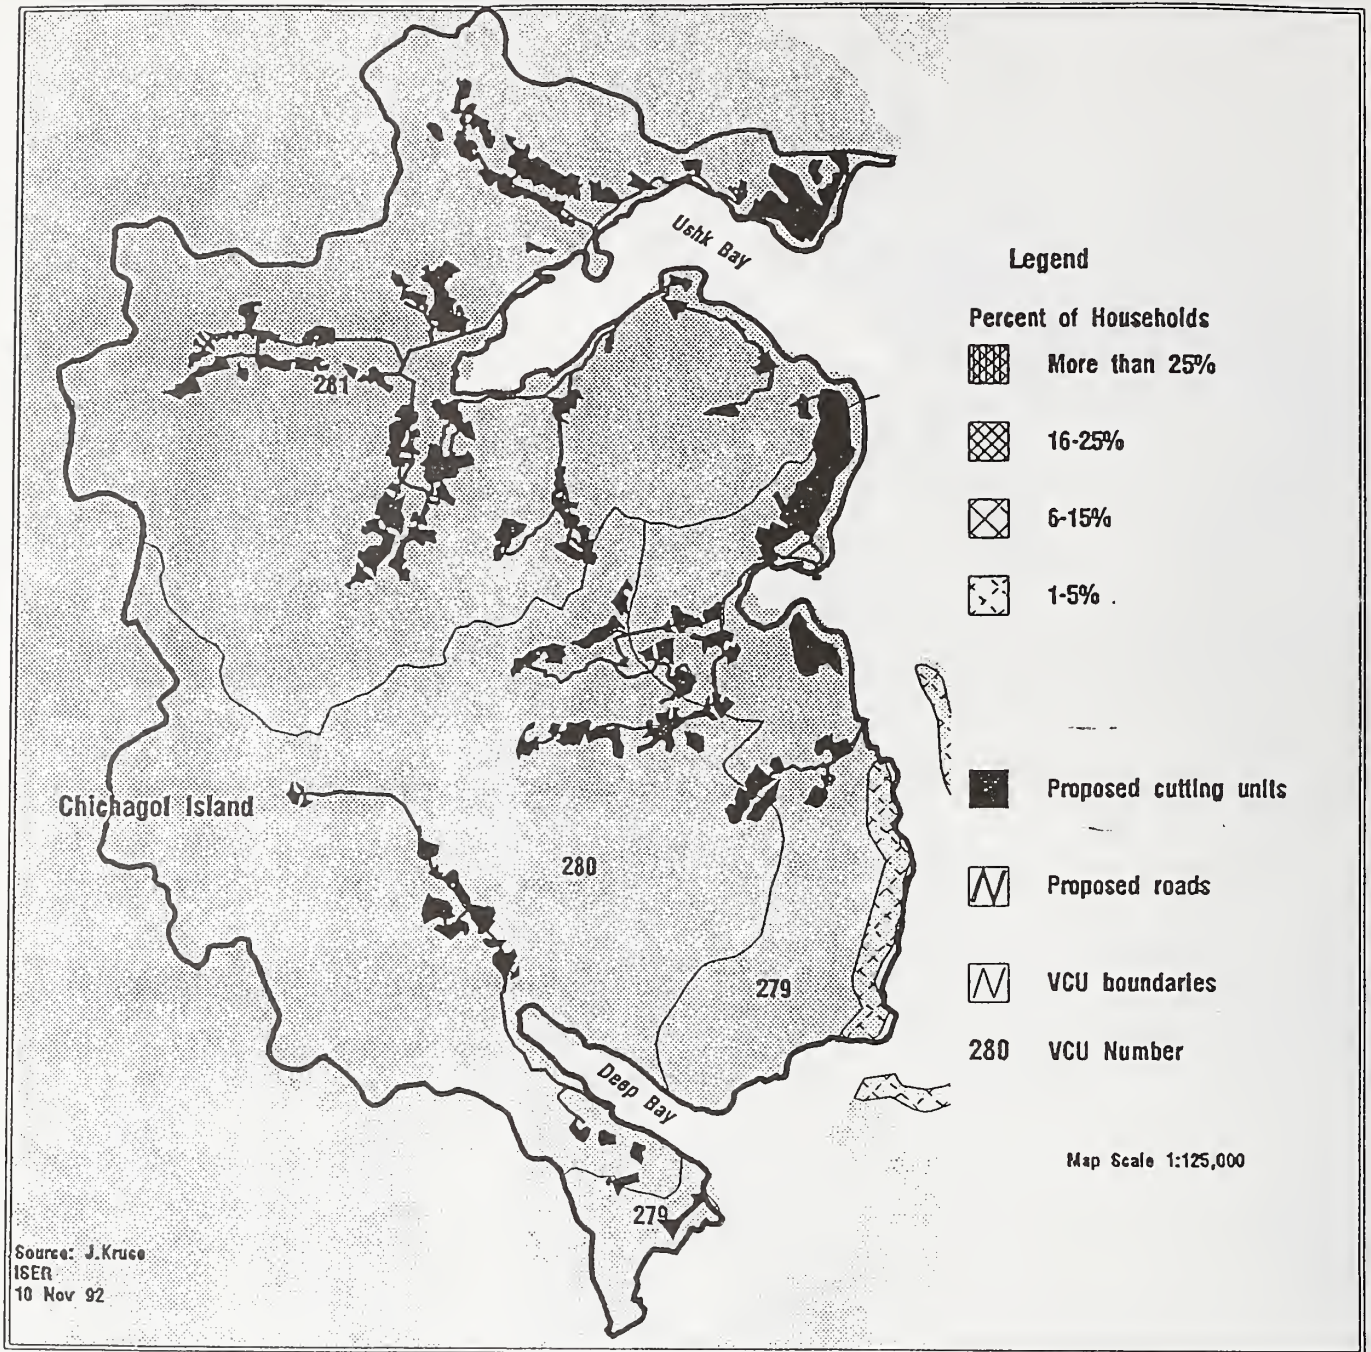 Ushk Bay
281
Chichagof Island
280
279
Deep Bay
279
Source: J.Kruse
ISER
10 Nov 92
Legend
Percent of Households
More than 25%
16-25%
6-15%
1-5%
Proposed cutting units
Proposed roads
VCU boundaries
280 VCU Number
Map Scale 1:125,000